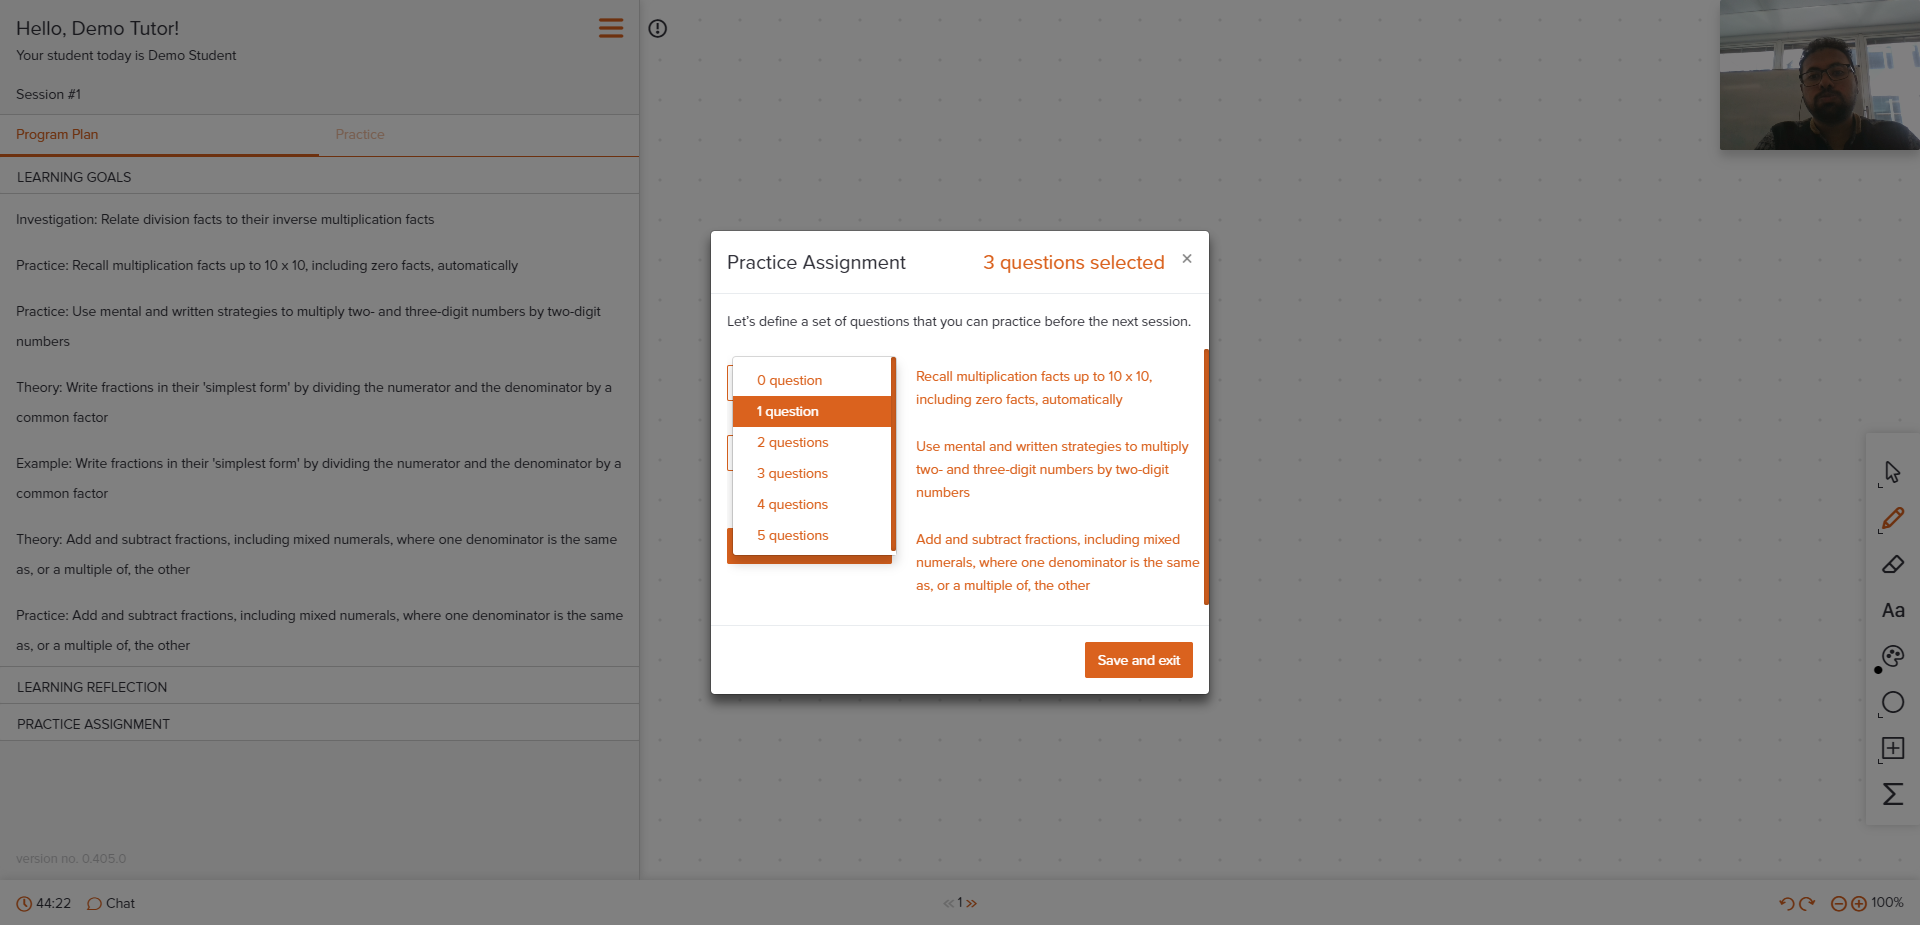 Hello, Demo Tutor!
Your student today is Demo Student
Session #1
Program Plan
Practice
LEARNING GOALS
Investigation: Relate division facts to their inverse multiplication facts
Practice: Recall multiplication facts up to 10 x 10, including zero facts, automatically
Practice: Use mental and written strategies to multiply two- and three-digit numbers by two-digit
numbers
Theory: Write fractions in their 'simplest form' by dividing the numerator and the denominator by a
common factor
Example: Write fractions in their 'simplest form' by dividing the numerator and the denominator by a
common factor
Theory: Add and subtract fractions, including mixed numerals, where one denominator is the same
as, or a multiple of, the other
Practice: Add and subtract fractions, including mixed numerals, where one denominator is the same
as, or a multiple of, the other
LEARNING REFLECTION
PRACTICE ASSIGNMENT
version no. 0.405.0
44:22
Chat
Practice Assignment
3 questions selected
×
Let's define a set of questions that you can practice before the next session.
0 question
1 question
2 questions
3 questions
4 questions
5 questions
Recall multiplication facts up to 10 x 10,
including zero facts, automatically
Use mental and written strategies to multiply
two- and three-digit numbers by two-digit
numbers
Add and subtract fractions, including mixed
numerals, where one denominator is the same
as, or a multiple of, the other
Save and exit
Aa
« 1 »
100%